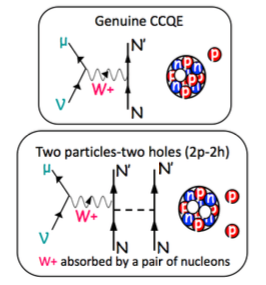 Genuine CCQE
μ N' p
W+
ν N
Two particles-two holes (2p-2h)
μ N' N' p
W+
ν N N p
W+ absorbed by a pair of nucleons